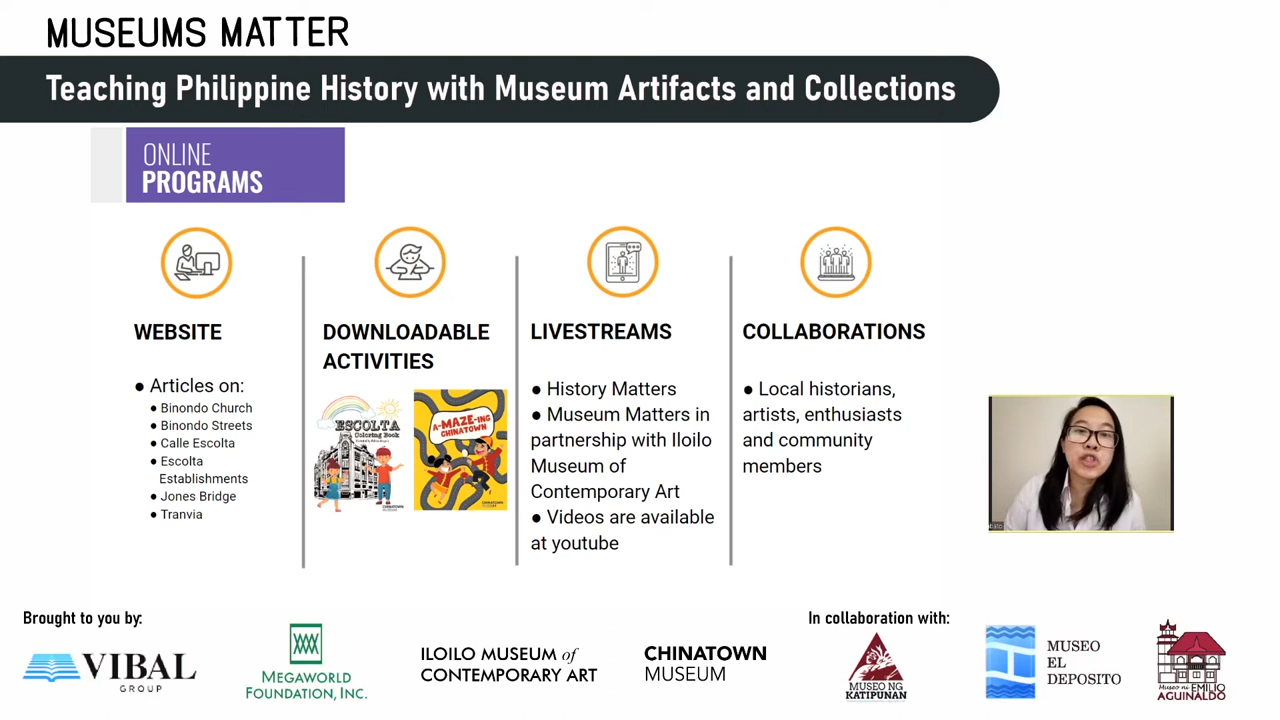 MUSEUMS MATTER
Teaching Philippine History with Museum Artifacts and Collections
ONLINE
PROGRAMS
WEBSITE
● Articles on:
● Binondo Church
● Binondo Streets
● Calle Escolta
● Escolta
Establishments
● Jones Bridge
● Tranvia
DOWNLOADABLE
ACTIVITIES
ESCOLTA
Coloring Book
CHINATOWN
MUSEUM
A-MAZE-ING
CHINATOWN
CHINATOWN
MUSEUM
LIVESTREAMS
● History Matters
● Museum Matters in
partnership with Iloilo
Museum of
Contemporary Art
● Videos are available
at youtube
COLLABORATIONS
● Local historians,
artists, enthusiasts
and community
members
Brought to you by:
VIBAL
GROUP
MEGAWORLD
FOUNDATION, INC.
ILOILO MUSEUM of
CONTEMPORARY ART
CHINATOWN
MUSEUM
In collaboration with:
MUSEO NG
KATIPUNAN
MUSEO
EL
DEPOSITO
Museo ni EMILIO
AGUINALDO